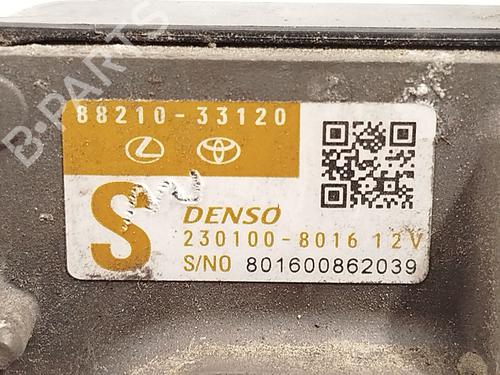 B-PARTS
88210-33120
S
DENSO
230100-8016 12V
S/NO 801600862039